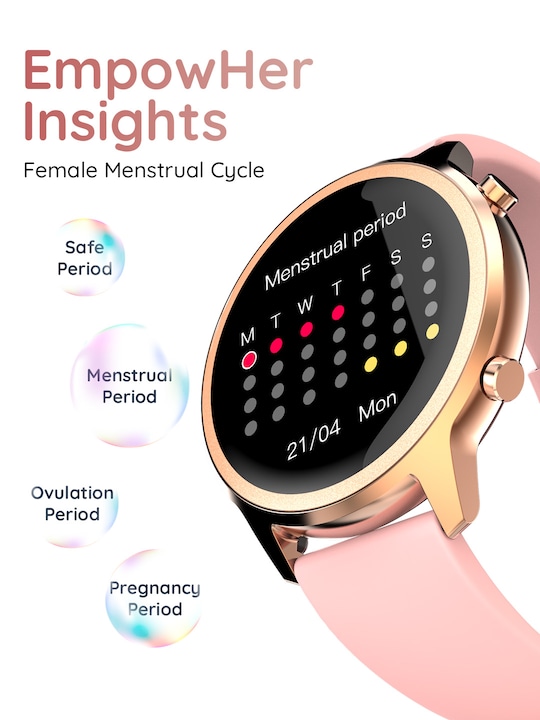 EmpowHer
Insights
Female Menstrual Cycle
Safe
Period
Menstrual
Period
Ovulation
Period
Pregnancy
Period
Menstrual period
M T W T F S S
21/04 Mon